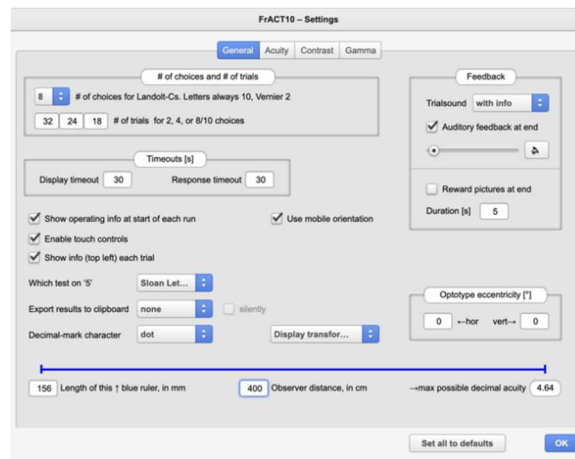 FrACT10 – Settings
General Acuity Contrast Gamma
# of choices and # of trials
8 # of choices for Landolt-Cs. Letters always 10, Vernier 2
32 24 18 # of trials for 2, 4, or 8/10 choices
Feedback
Trialsound with info
Auditory feedback at end
Reward pictures at end
Duration [s] 5
Timeouts [s]
Display timeout 30 Response timeout 30
Show operating info at start of each run Use mobile orientation
Enable touch controls
Show info (top left) each trial
Which test on '5' Sloan Let...
Export results to clipboard none silently
Decimal-mark character dot Display transfor...
Optotype eccentricity [°]
0 ←hor vert→ 0
156 Length of this ↑ blue ruler, in mm 400 Observer distance, in cm →max possible decimal acuity 4.64
Set all to defaults OK